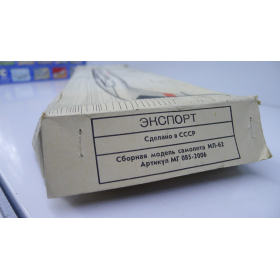 ЭКСПОРТ
Сделано в СССР
Сборная модель самолета ИЛ-62
Артикул МГ 085-2006